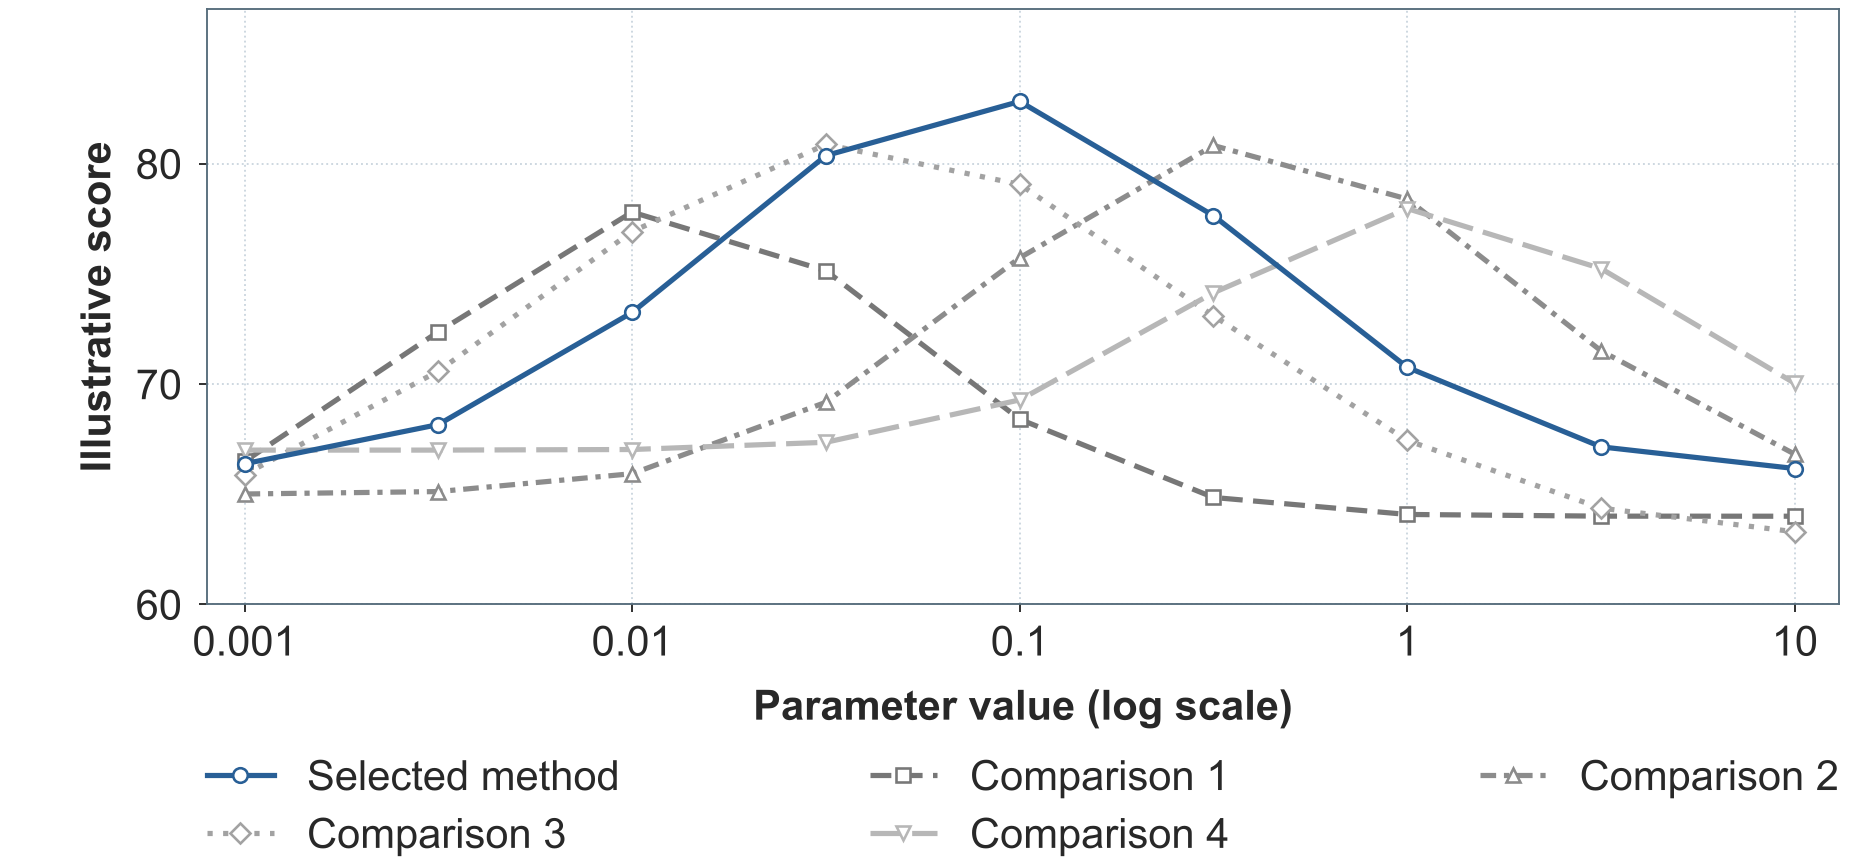 Illustrative score
80
70
60
0.001 0.01 0.1 1 10
Parameter value (log scale)
Selected method Comparison 1 Comparison 2
Comparison 3 Comparison 4